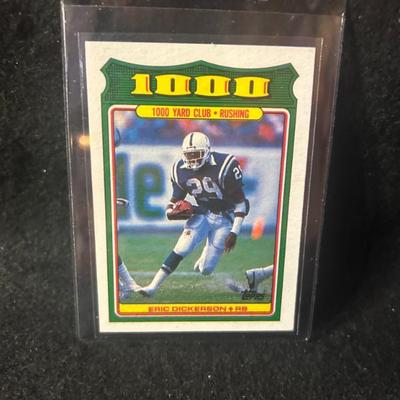 1000
1000 YARD CLUB • RUSHING
29
29
TOPPS
ERIC DICKERSON ♦ RB